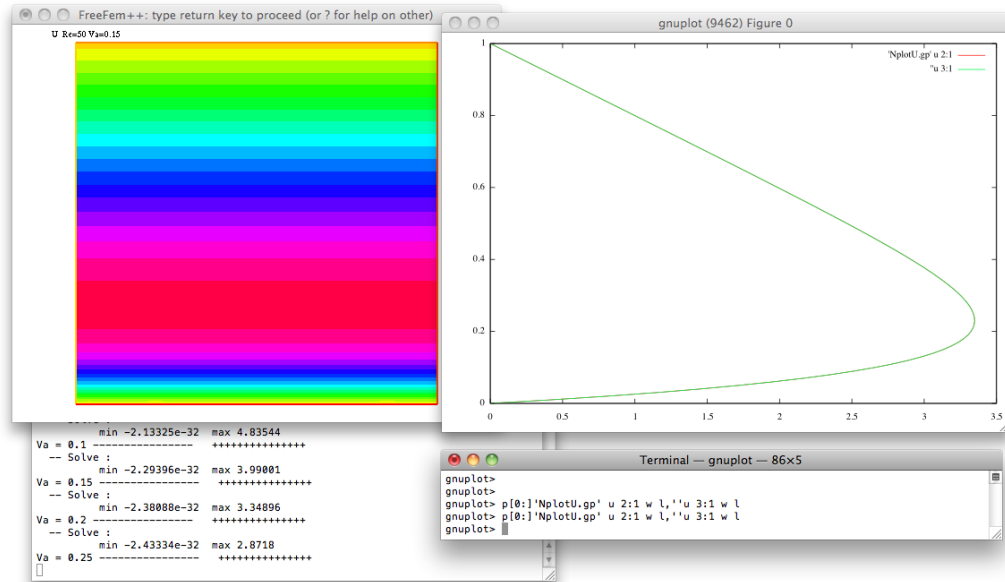 FreeFem++: type return key to proceed (or ? for help on other)
U Re=50 Va=0.15
gnuplot (9462) Figure 0
'NplotU.gp' u 2:1
''u 3:1
1
0.8
0.6
0.4
0.2
0
0 0.5 1 1.5 2 2.5 3 3.5
-- Solve :
min -2.13325e-32 max 4.83544
Va = 0.1 ---------------- +++++++++++++++
-- Solve :
min -2.29396e-32 max 3.99001
Va = 0.15 ---------------- +++++++++++++++
-- Solve :
min -2.38088e-32 max 3.34896
Va = 0.2 ---------------- +++++++++++++++
-- Solve :
min -2.43334e-32 max 2.8718
Va = 0.25 ---------------- +++++++++++++++
Terminal — gnuplot — 86×5
gnuplot>
gnuplot>
gnuplot> p[0:]'NplotU.gp' u 2:1 w l,''u 3:1 w l
gnuplot> p[0:]'NplotU.gp' u 2:1 w l,''u 3:1 w l
gnuplot>